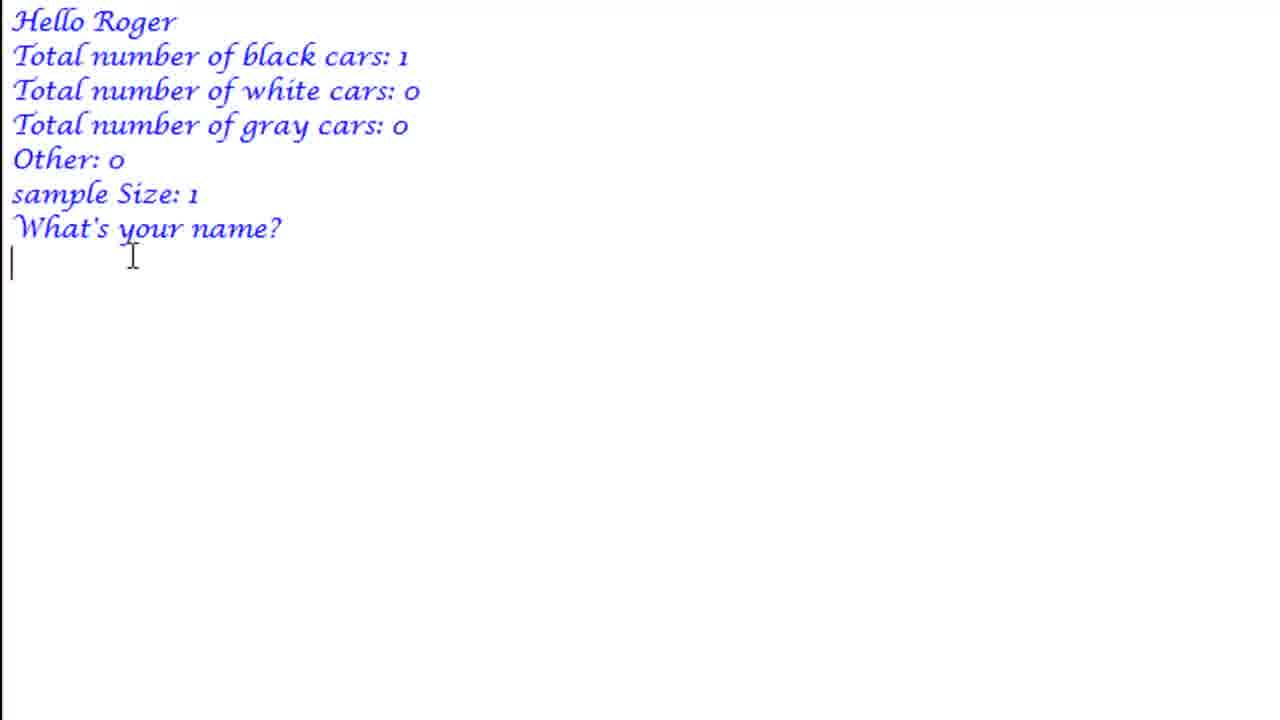 Hello Roger
Total number of black cars: 1
Total number of white cars: 0
Total number of gray cars: 0
Other: 0
sample Size: 1
What's your name?